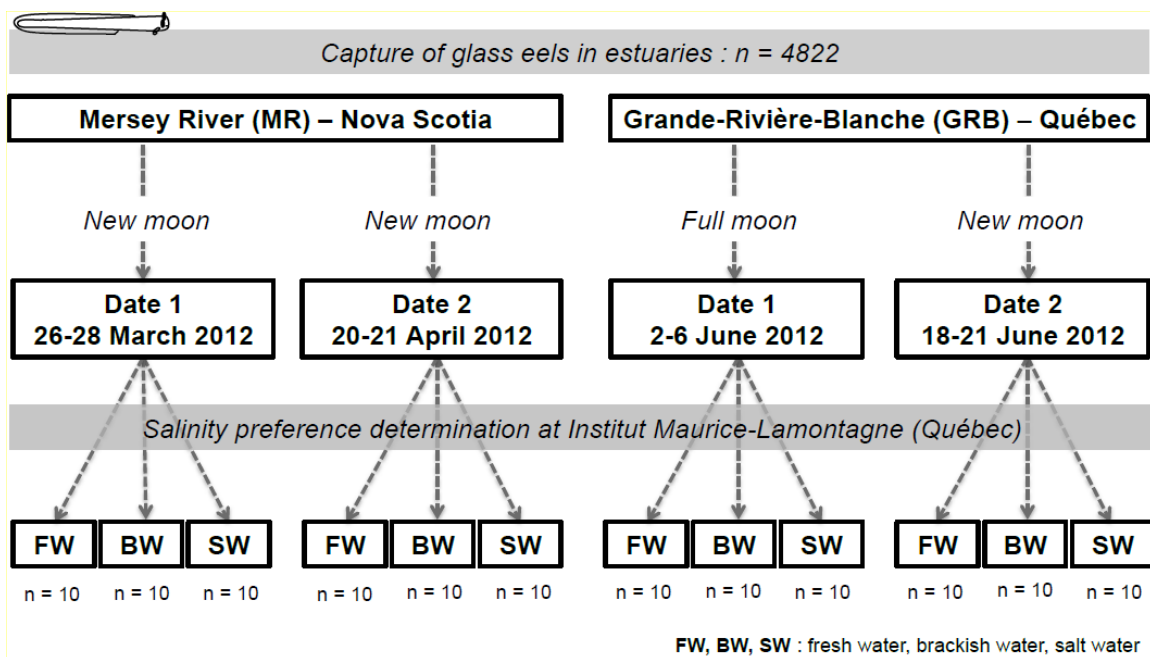 Capture of glass eels in estuaries : n = 4822
Mersey River (MR) – Nova Scotia
Grande-Rivière-Blanche (GRB) – Québec
New moon
New moon
Full moon
New moon
Date 1
26-28 March 2012
Date 2
20-21 April 2012
Date 1
2-6 June 2012
Date 2
18-21 June 2012
Salinity preference determination at Institut Maurice-Lamontagne (Québec)
FW BW SW FW BW SW FW BW SW FW BW SW
n = 10 n = 10 n = 10 n = 10 n = 10 n = 10 n = 10 n = 10 n = 10 n = 10 n = 10 n = 10
FW, BW, SW : fresh water, brackish water, salt water